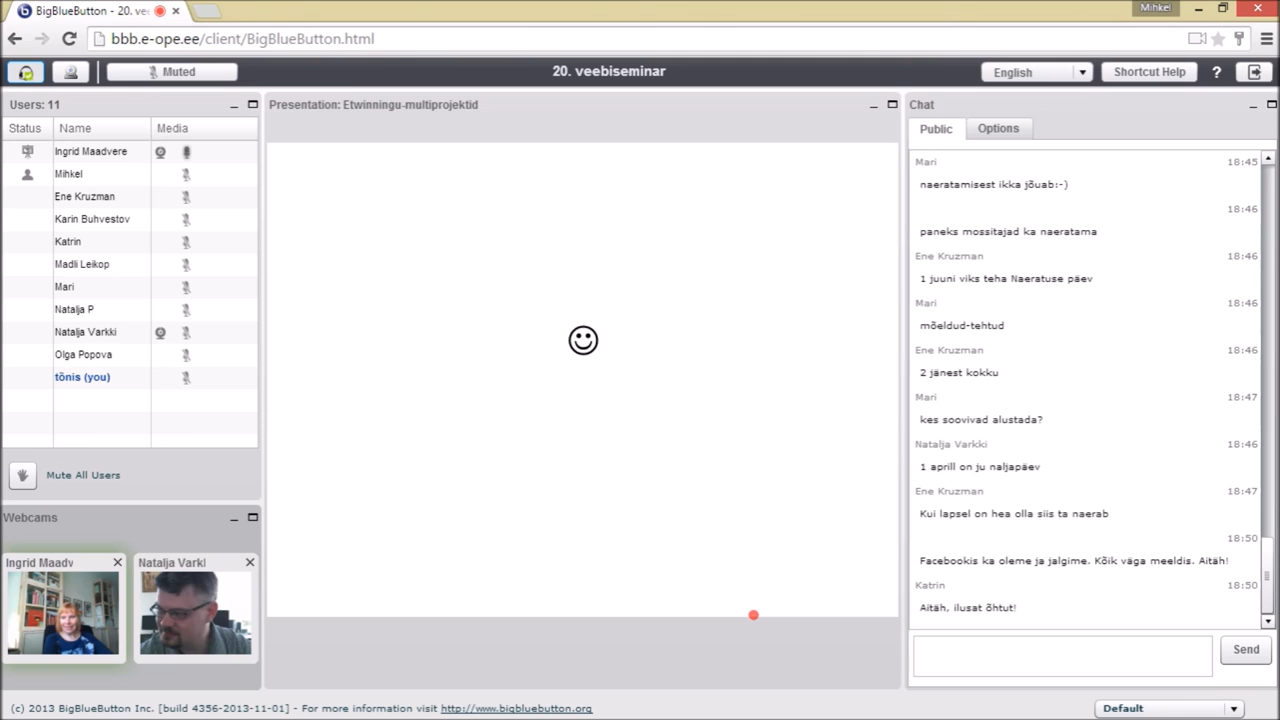 BigBlueButton - 20. vee
Mihkel
bbb.e-ope.ee/client/BigBlueButton.html
Muted
20. veebiseminar
English
Shortcut Help
?
Users: 11
Status Name Media
Ingrid Maadvere
Mihkel
Ene Kruzman
Karin Buhvestov
Katrin
Madli Leikop
Mari
Natalja P
Natalja Varkki
Olga Popova
tõnis (you)
Mute All Users
Webcams
Ingrid Maadv
Natalja Varkl
Presentation: Etwinningu-multiprojektid
Chat
Public Options
Mari 18:45
naeratamisest ikka jõuab:-)
18:46
paneks mossitajad ka naeratama
Ene Kruzman 18:46
1 juuni viks teha Naeratuse päev
Mari 18:46
mõeldud-tehtud
Ene Kruzman 18:46
2 jänest kokku
Mari 18:47
kes soovivad alustada?
Natalja Varkki 18:46
1 aprill on ju naljapäev
Ene Kruzman 18:47
Kui lapsel on hea olla siis ta naerab
18:50
Facebookis ka oleme ja jalgime. Kõik väga meeldis. Aitäh!
Katrin 18:50
Aitäh, ilusat õhtut!
Send
(c) 2013 BigBlueButton Inc. [build 4356-2013-11-01] - For more information visit http://www.bigbluebutton.org
Default